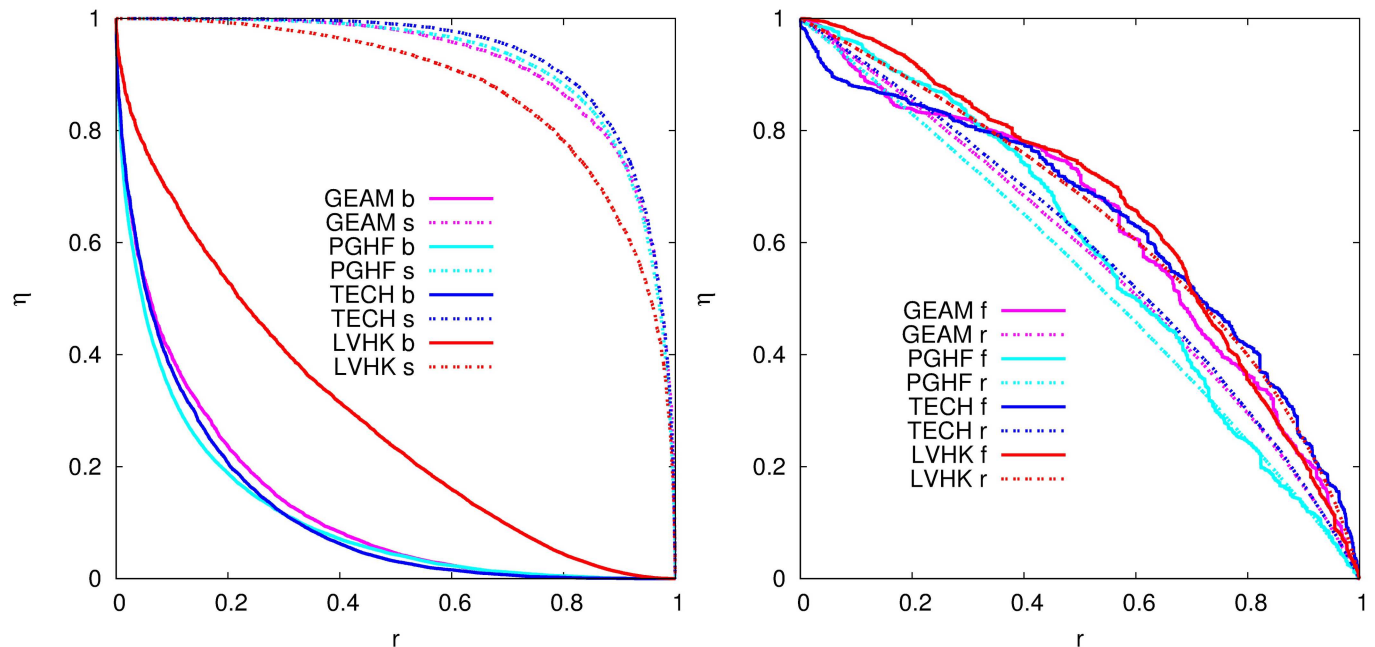 1
0.8
0.6
0.4
0.2
0
η
0
0.2
0.4
0.6
0.8
1
r
GEAM b
GEAM s
PGHF b
PGHF s
TECH b
TECH s
LVHK b
LVHK s
1
0.8
0.6
0.4
0.2
0
η
0
0.2
0.4
0.6
0.8
1
r
GEAM f
GEAM r
PGHF f
PGHF r
TECH f
TECH r
LVHK f
LVHK r